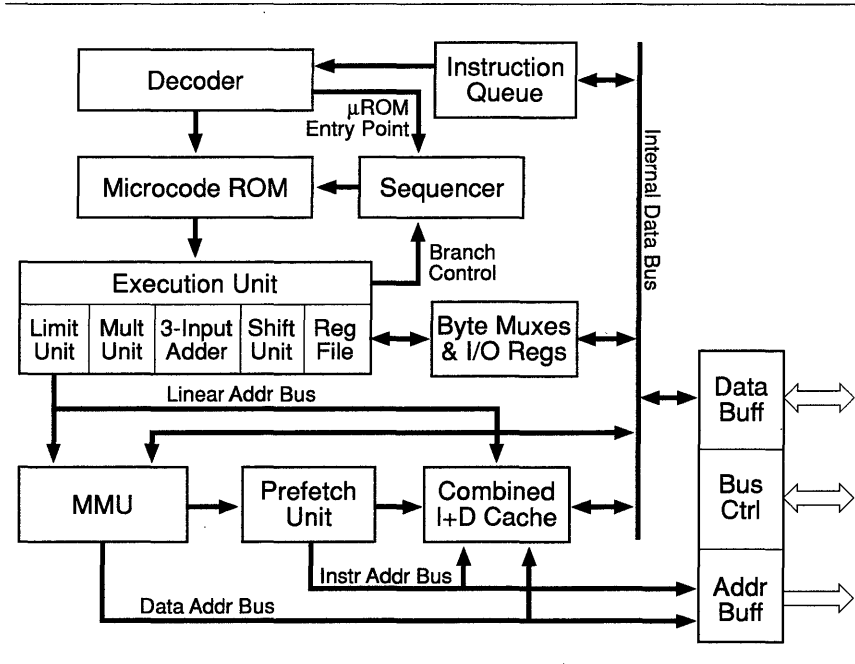 Decoder
Instruction
Queue
μROM
Entry Point
Internal Data Bus
Microcode ROM
Sequencer
Branch
Control
Execution Unit
Limit
Unit
Mult
Unit
3-Input
Adder
Shift
Unit
Reg
File
Byte Muxes
& I/O Regs
Linear Addr Bus
Data
Buff
MMU
Prefetch
Unit
Combined
I+D Cache
Bus
Ctrl
Instr Addr Bus
Data Addr Bus
Addr
Buff